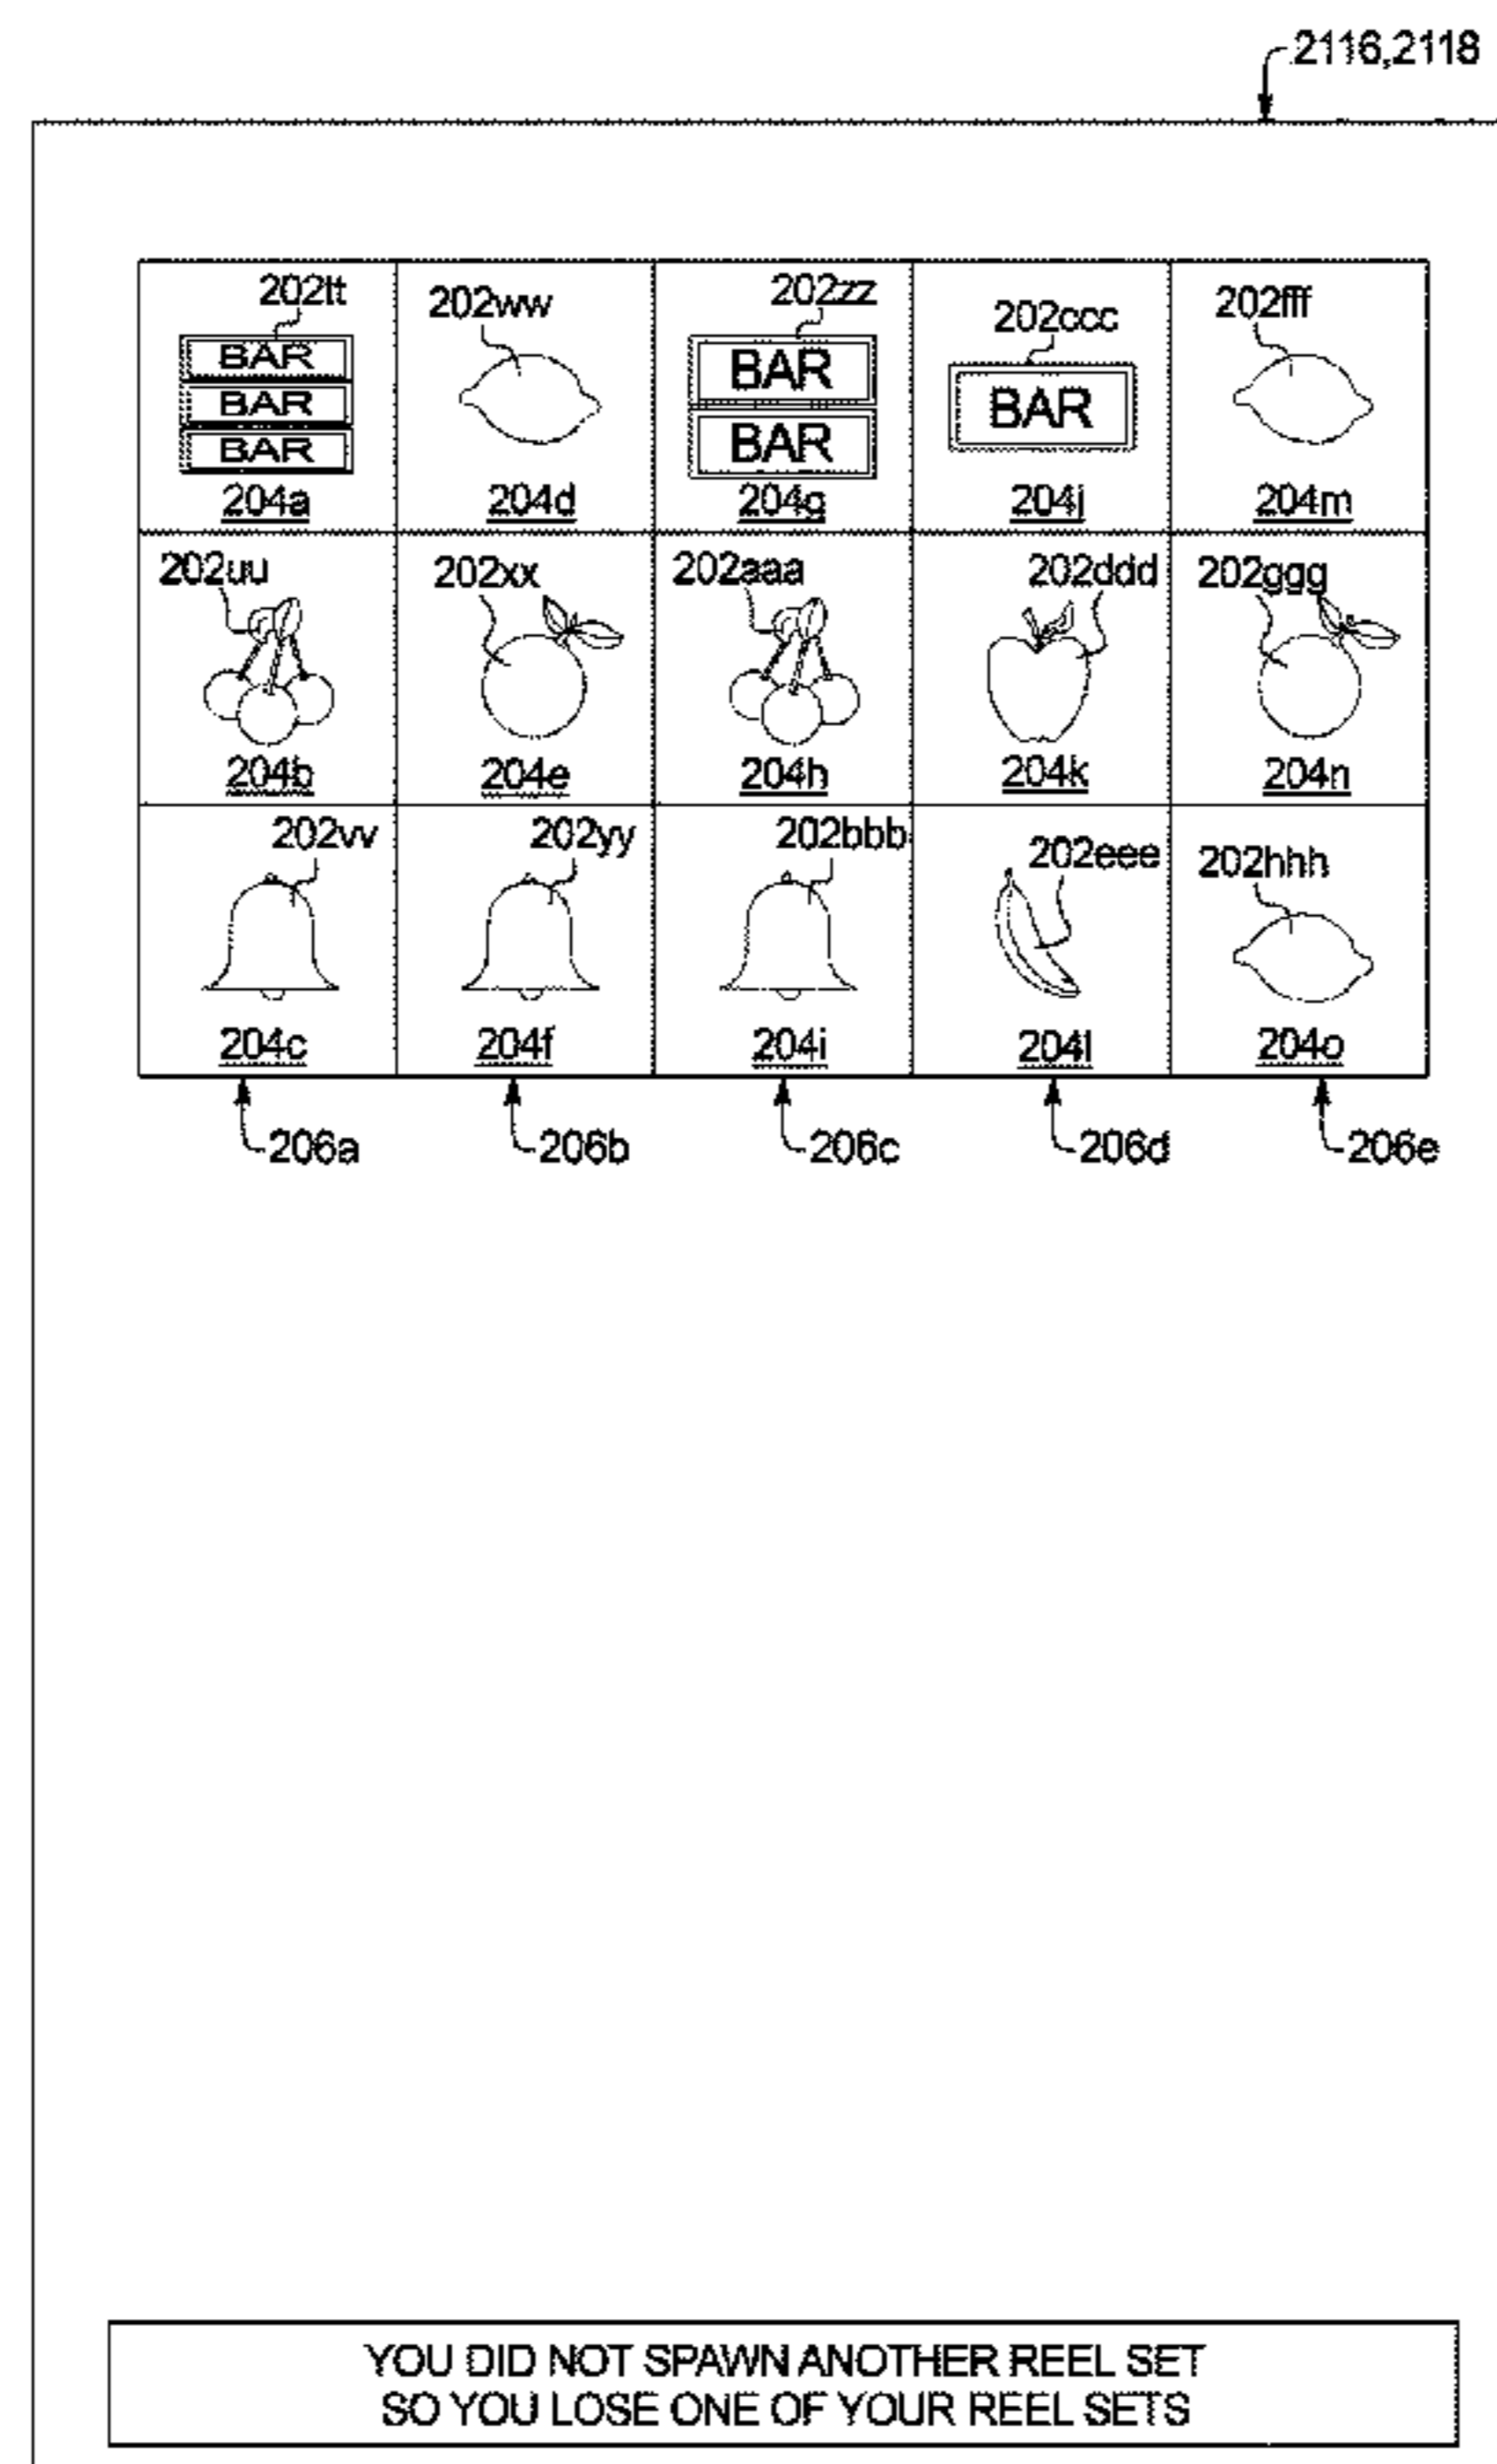 2116,2118
202tt 202ww 202zz 202ccc 202fff
BAR BAR BAR
BAR
BAR BAR
204a 204d 204g 204j 204m
202uu 202xx 202aaa 202ddd 202ggg
204b 204e 204h 204k 204n
202vv 202yy 202bbb 202eee 202hhh
204c 204f 204i 204l 204o
206a 206b 206c 206d 206e
YOU DID NOT SPAWN ANOTHER REEL SET
SO YOU LOSE ONE OF YOUR REEL SETS